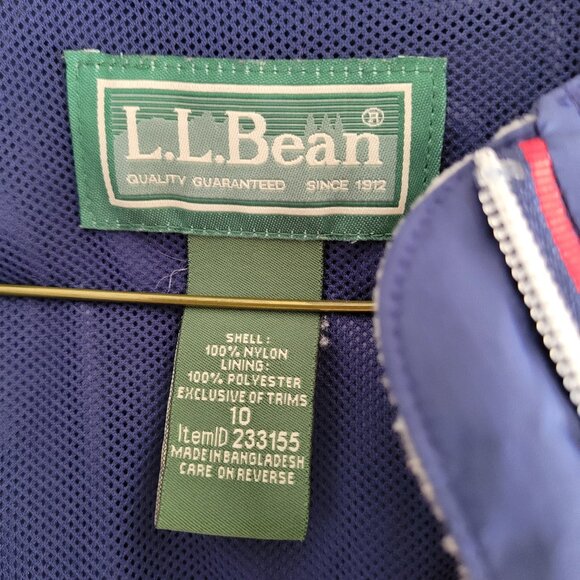 L.L.Bean ®
QUALITY GUARANTEED SINCE 1912
SHELL:
100% NYLON
LINING:
100% POLYESTER
EXCLUSIVE OF TRIMS
10
ItemID 233155
MADE IN BANGLADESH
CARE ON REVERSE